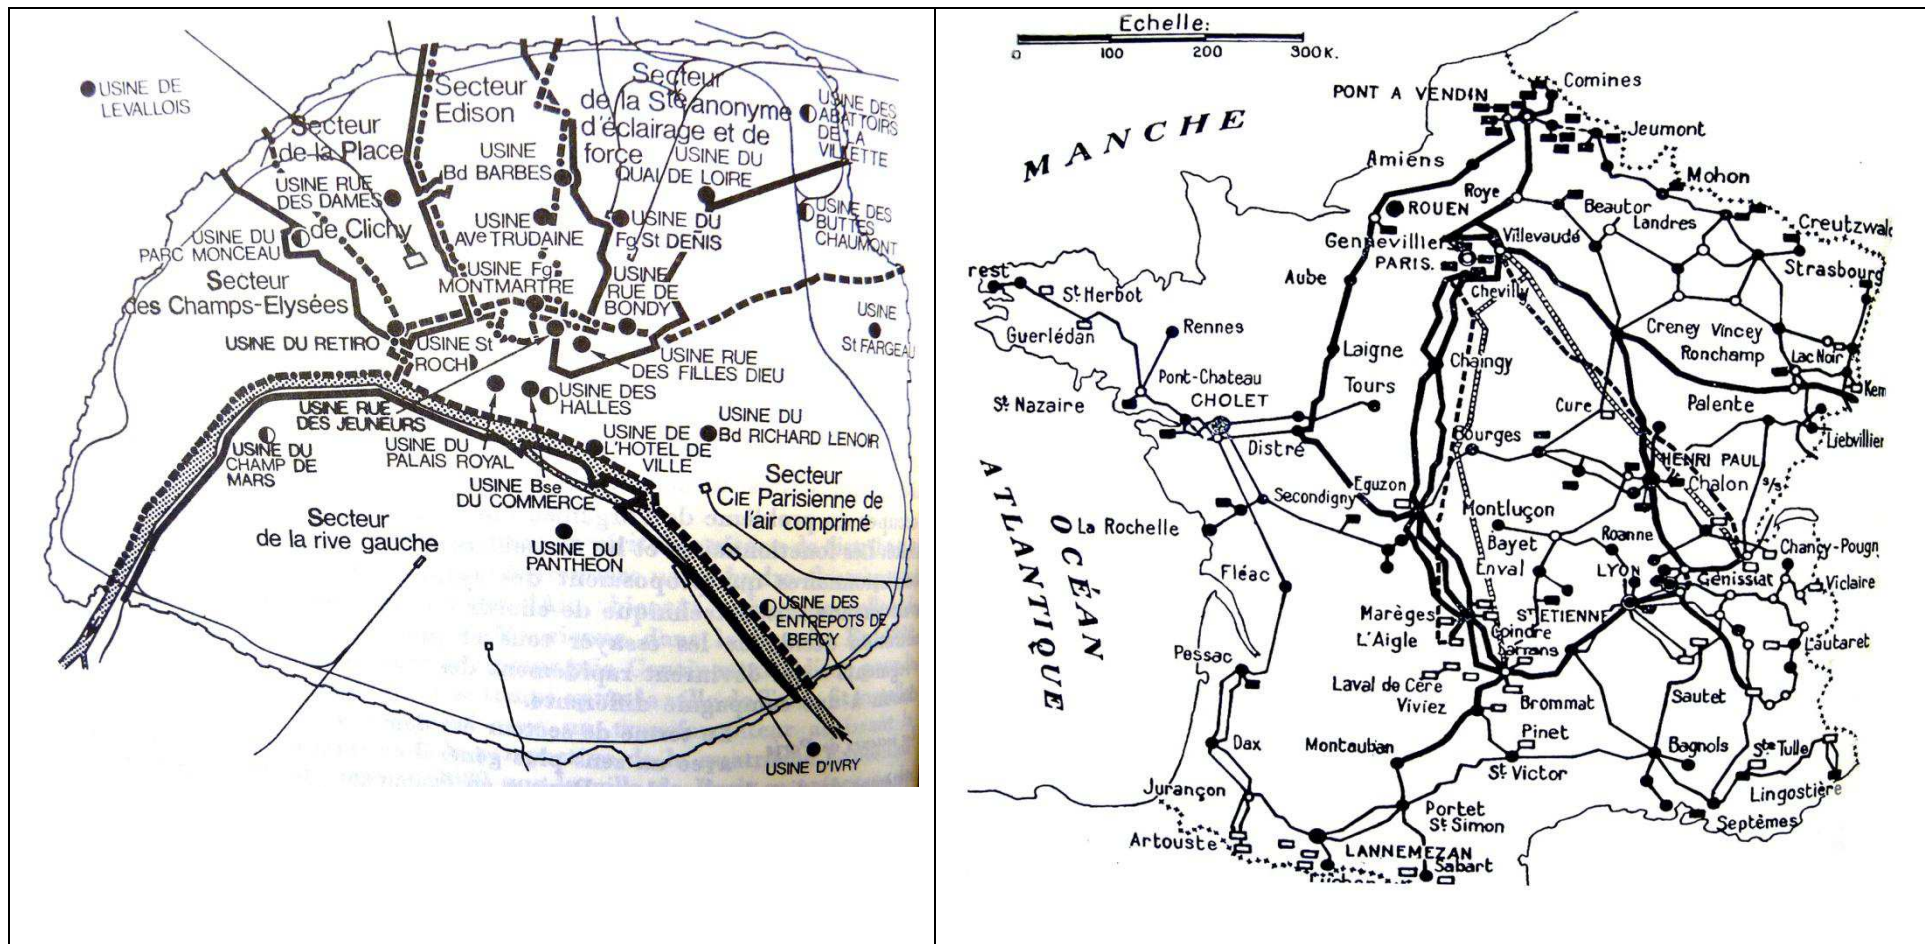 USINE DE
LEVALLOIS
Secteur
de la Place
de Clichy
Secteur
Edison
Secteur
de la Sté anonyme
d'éclairage et de
force
USINE DES
ABATTOIRS
DE LA
VILLETTE
USINE
Bd BARBES
USINE DU
QUAI DE LOIRE
USINE RUE
DES DAMES
USINE
AVe TRUDAINE
USINE DU
Fg St DENIS
USINE DES
BUTTES
CHAUMONT
USINE DU
PARC MONCEAU
USINE Fg
MONTMARTRE
USINE
RUE DE
BONDY
Secteur
des Champs-Elysées
USINE
St FARGEAU
USINE DU RETIRO
USINE St
ROCH
USINE RUE
DES FILLES DIEU
USINE DES
HALLES
USINE RUE
DES JEUNEURS
USINE DU
Bd RICHARD LENOIR
USINE DU
CHAMP DE
MARS
USINE DU
PALAIS ROYAL
USINE DE
L'HOTEL DE
VILLE
USINE Bse
DU COMMERCE
Secteur
CIE Parisienne de
l'air comprimé
Secteur
de la rive gauche
USINE DU
PANTHEON
USINE DES
ENTREPOTS DE
BERCY
USINE D'IVRY
Echelle:
0 100 200 300 K.
MANCHE
PONT A VENDIN
Comines
Jeumont
Amiens
Mohon
Roye
ROUEN
Beautor
Landres
Creutzwald
Gennevilliers
Villevaudé
PARIS.
Strasbourg
rest
St Herbot
Aube
Chevilly
Guerlédan
Rennes
Creney
Vincey
Ronchamp
Lac Noir
Laigne
Chaingy
Kem
Pont-Chateau
Tours
CHOLET
St Nazaire
Cure
Palente
Liebvillier
Distré
Bourges
HENRI PAUL
Chalon
s/s
ATLANTIQUE
OCÉAN
Secondigny
Eguzon
Montluçon
La Rochelle
Bayet
Roanne
Chancy-Pougn
Enval
LYON
Génissiat
Viclaire
Fléac
Marèges
St ETIENNE
L'Aigle
Coindre
Sarrans
Lautaret
Pessac
Laval de Cère
Viviez
Brommat
Sautet
Pinet
Dax
Montauban
Bagnols
Ste Tulle
St Victor
Jurançon
Lingostière
Portet
St Simon
Septèmes
Artouste
LANNEMEZAN
Sabart